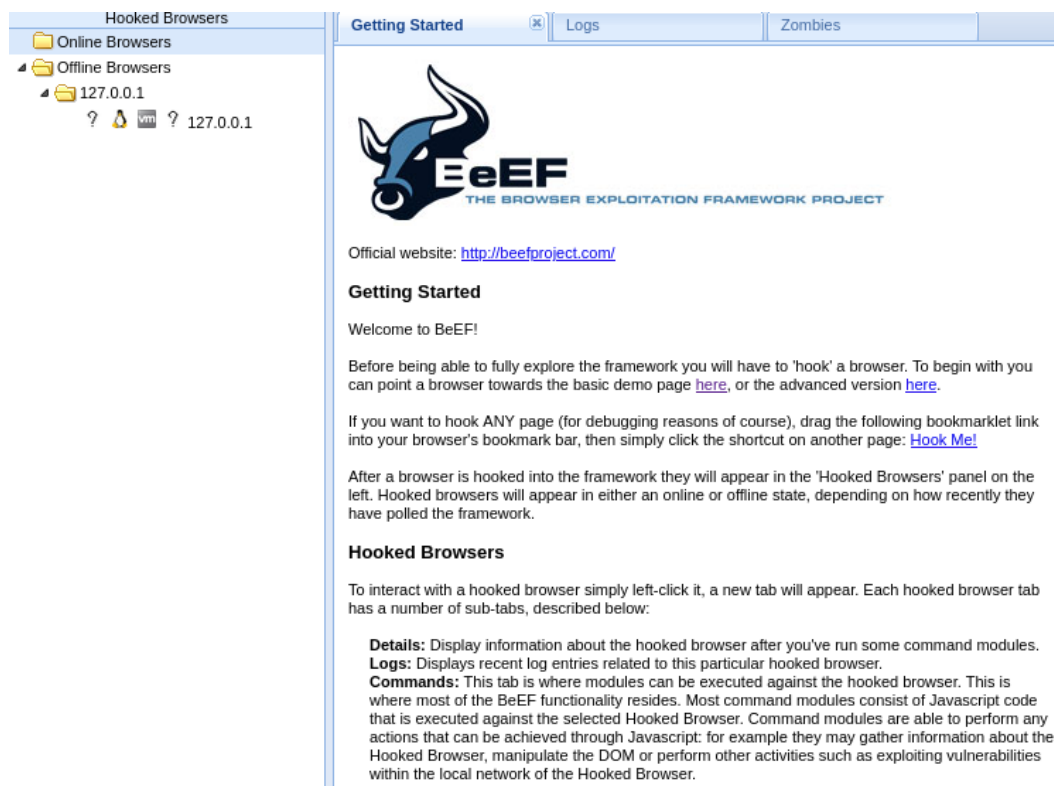 Hooked Browsers
Online Browsers
Offline Browsers
127.0.0.1
? vm ? 127.0.0.1
Getting Started
Logs
Zombies
BeEF
THE BROWSER EXPLOITATION FRAMEWORK PROJECT
Official website: http://beefproject.com/
Getting Started
Welcome to BeEF!
Before being able to fully explore the framework you will have to 'hook' a browser. To begin with you
can point a browser towards the basic demo page here, or the advanced version here.
If you want to hook ANY page (for debugging reasons of course), drag the following bookmarklet link
into your browser's bookmark bar, then simply click the shortcut on another page: Hook Me!
After a browser is hooked into the framework they will appear in the 'Hooked Browsers' panel on the
left. Hooked browsers will appear in either an online or offline state, depending on how recently they
have polled the framework.
Hooked Browsers
To interact with a hooked browser simply left-click it, a new tab will appear. Each hooked browser tab
has a number of sub-tabs, described below:
Details: Display information about the hooked browser after you've run some command modules.
Logs: Displays recent log entries related to this particular hooked browser.
Commands: This tab is where modules can be executed against the hooked browser. This is
where most of the BeEF functionality resides. Most command modules consist of Javascript code
that is executed against the selected Hooked Browser. Command modules are able to perform any
actions that can be achieved through Javascript: for example they may gather information about the
Hooked Browser, manipulate the DOM or perform other activities such as exploiting vulnerabilities
within the local network of the Hooked Browser.